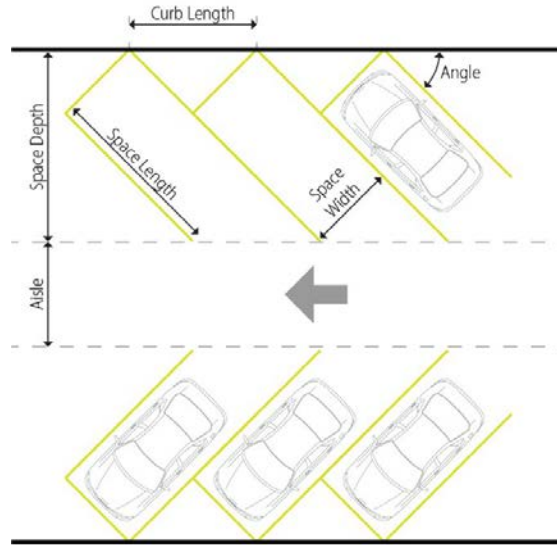 Curb Length
Angle
Space Depth
Space Length
Space
Width
Aisle